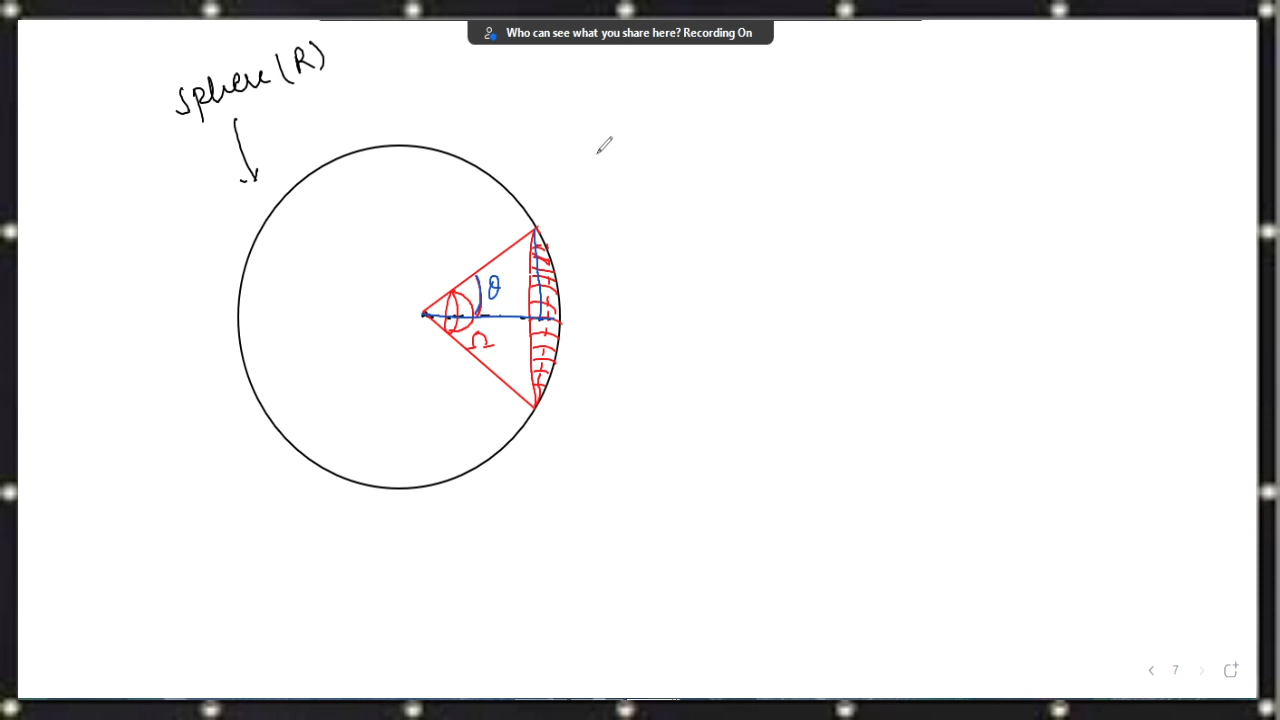 Who can see what you share here? Recording On
sphere (R)
θ
Ω
7